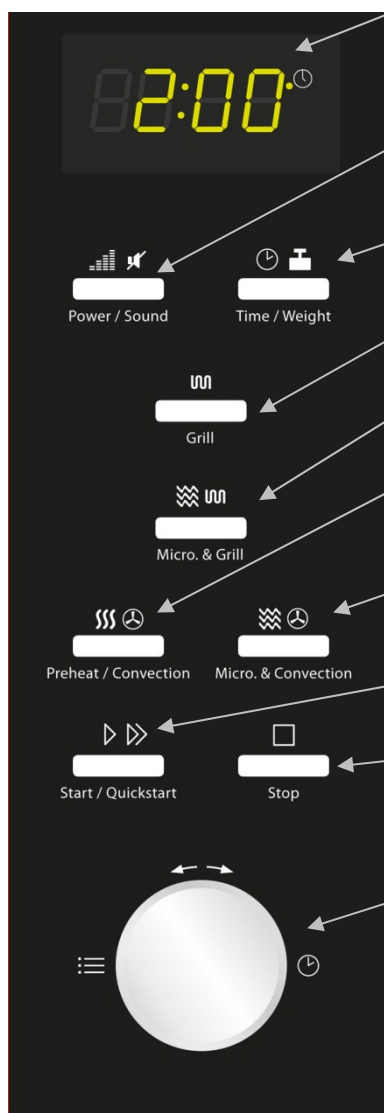 2:00
Power / Sound
Time / Weight
Grill
Micro. & Grill
Preheat / Convection
Micro. & Convection
Start / Quickstart
Stop